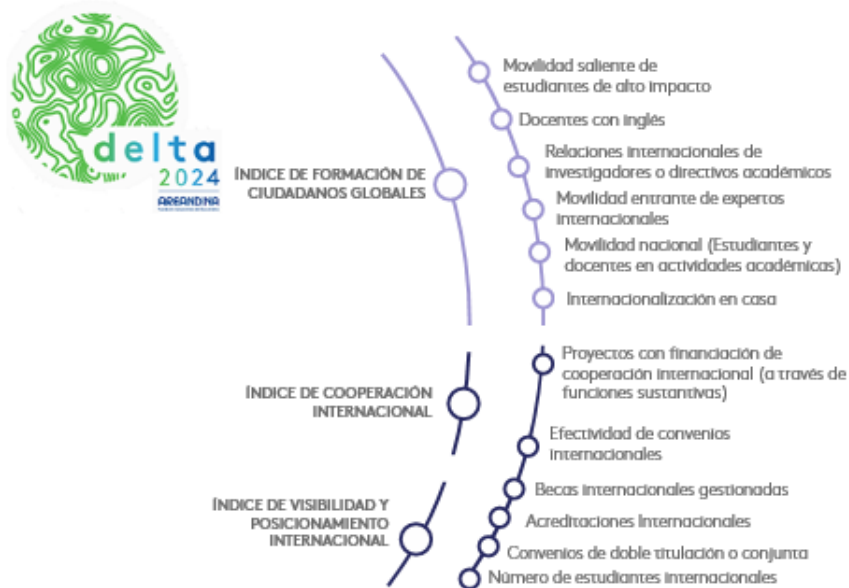 delta
2024
AREANDINA
ÍNDICE DE FORMACIÓN DE
CIUDADANOS GLOBALES
Movilidad saliente de
estudiantes de alto impacto
Docentes con inglés
Relaciones internacionales de
investigadores o directivos académicos
Movilidad entrante de expertos
internacionales
Movilidad nacional (Estudiantes y
docentes en actividades académicas)
Internacionalización en casa
ÍNDICE DE COOPERACIÓN
INTERNACIONAL
Proyectos con financiación de
cooperación internacional (a través de
funciones sustantivas)
Efectividad de convenios
internacionales
ÍNDICE DE VISIBILIDAD Y
POSICIONAMIENTO
INTERNACIONAL
Becas internacionales gestionadas
Acreditaciones Internacionales
Convenios de doble titulación o conjunta
Número de estudiantes internacionales